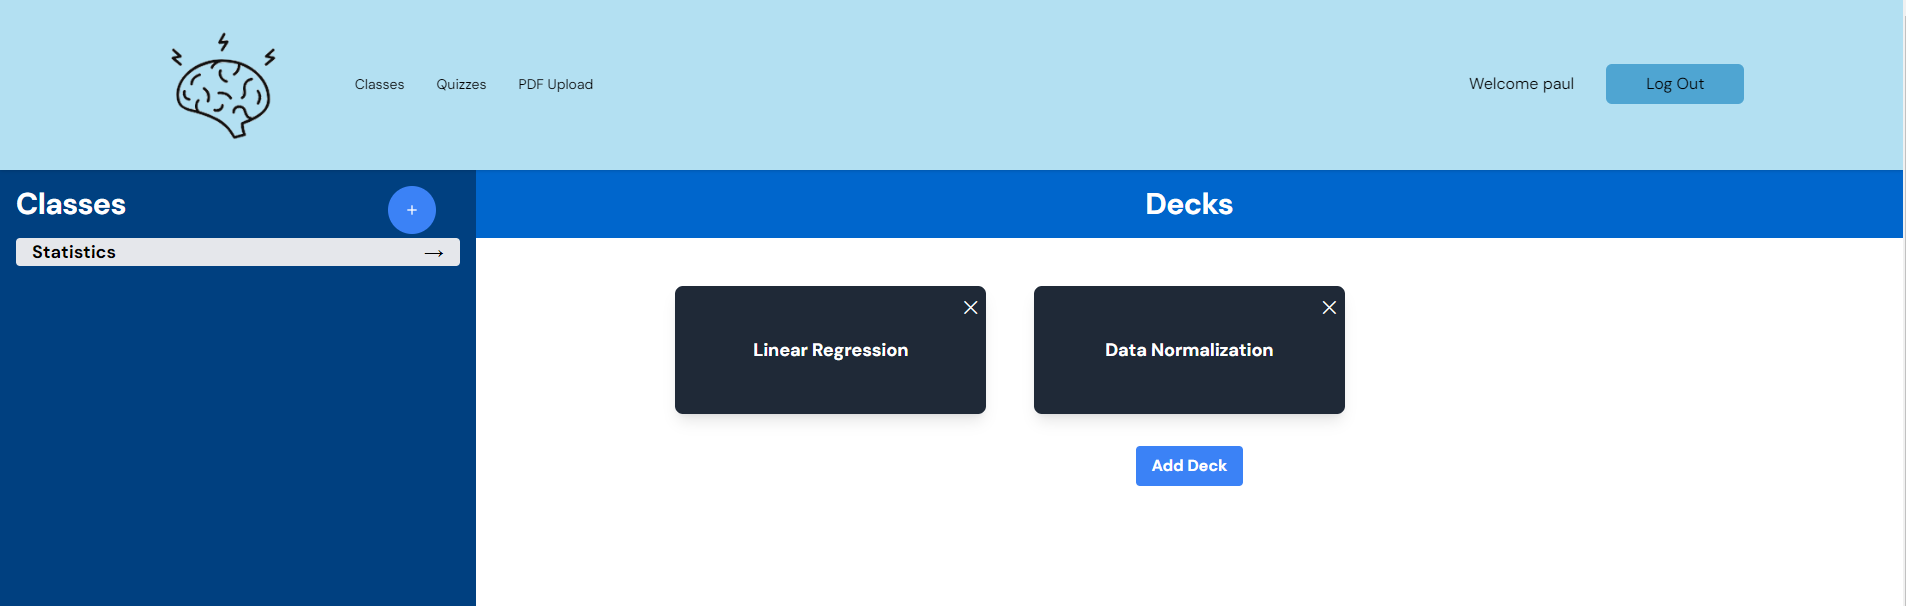 Classes
Quizzes
PDF Upload
Welcome paul
Log Out
Classes
+
Statistics →
Decks
Linear Regression
Data Normalization
Add Deck